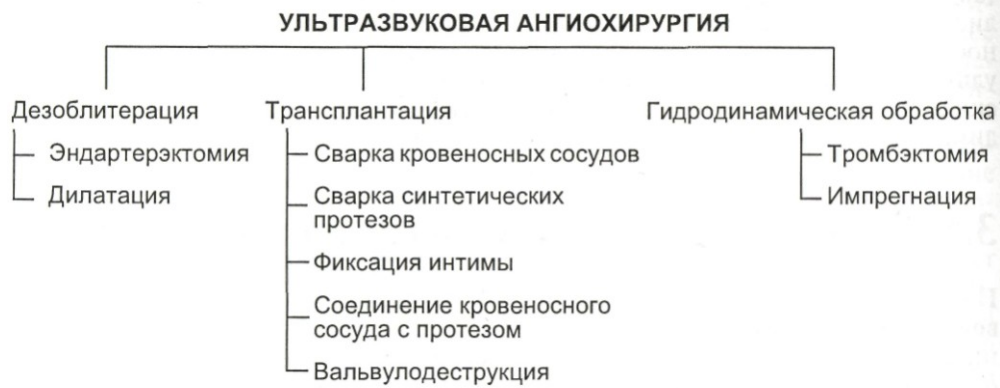 УЛЬТРАЗВУКОВАЯ АНГИОХИРУРГИЯ
Дезоблитерация
Эндартерэктомия
Дилатация
Трансплантация
Сварка кровеносных сосудов
Сварка синтетических
протезов
Фиксация интимы
Соединение кровеносного
сосуда с протезом
Вальвулодеструкция
Гидродинамическая обработка
Тромбэктомия
Импрегнация